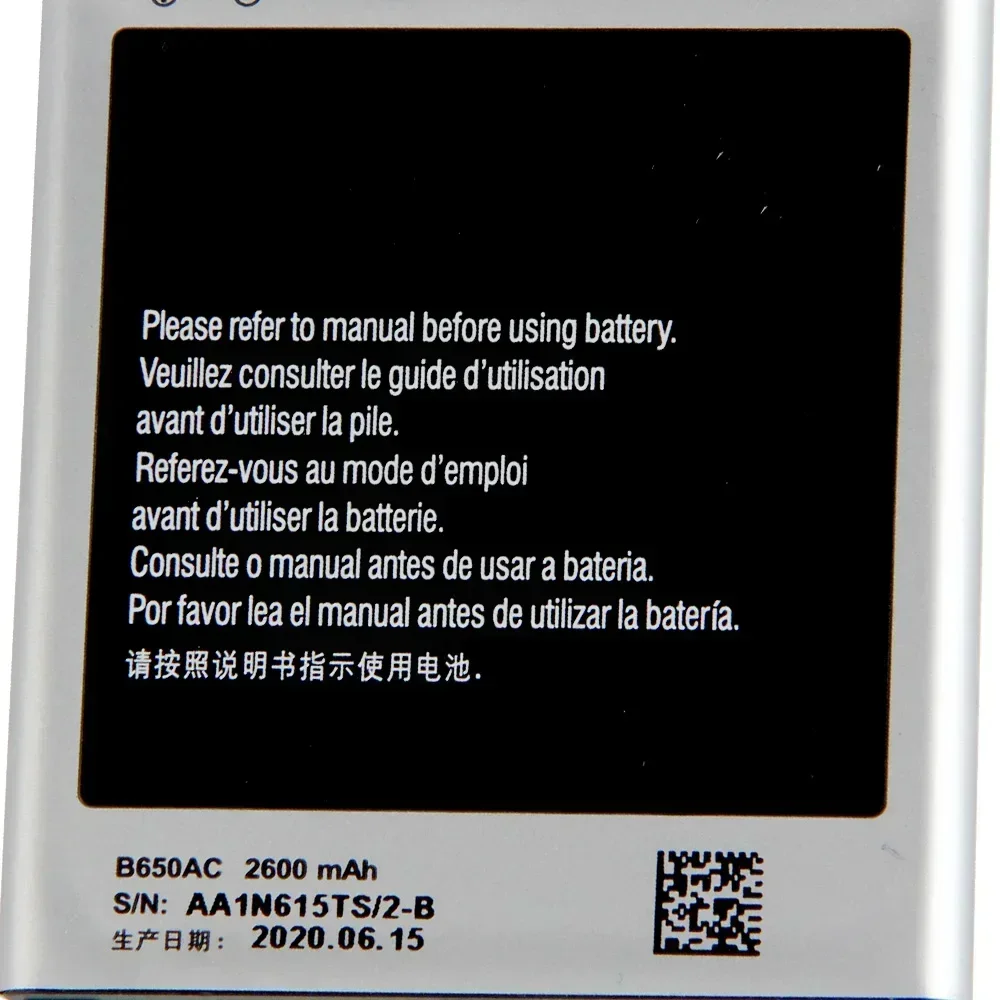 Please refer to manual before using battery.
Veuillez consulter le guide d'utilisation
avant d'utiliser la pile.
Referez-vous au mode d'emploi
avant d'utiliser la batterie.
Consulte o manual antes de usar a bateria.
Por favor lea el manual antes de utilizar la batería.
请按照说明书指示使用电池.
B650AC 2600 mAh
S/N: AA1N615TS/2-B
生产日期: 2020.06.15